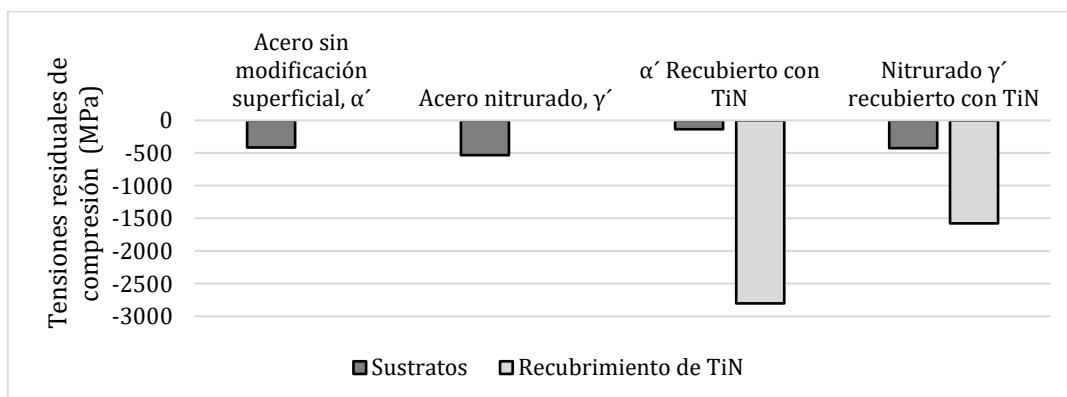 Tensiones residuales de
compresión (MPa)
Acero sin
modificación
superficial, α´
Acero nitrurado, γ´
α´ Recubierto con
TiN
Nitrurado γ´
recubierto con TiN
0
-500
-1000
-1500
-2000
-2500
-3000
Sustratos
Recubrimiento de TiN